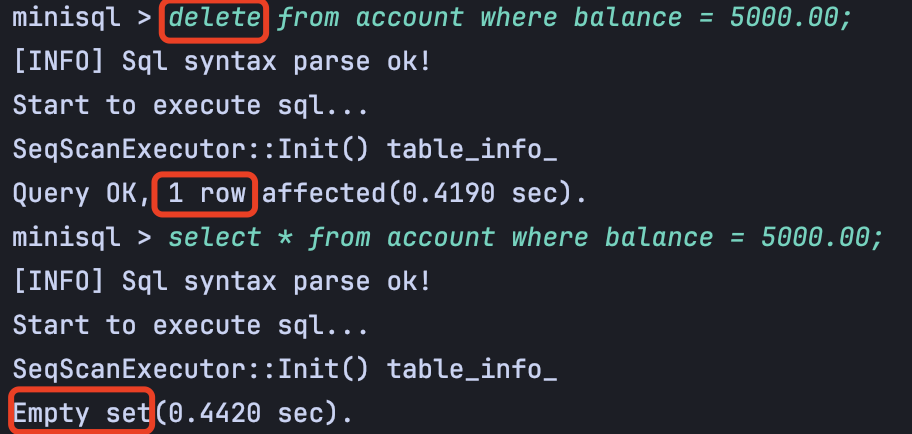 minisql > delete from account where balance = 5000.00;
[INFO] Sql syntax parse ok!
Start to execute sql...
SeqScanExecutor::Init() table_info_
Query OK, 1 row affected(0.4190 sec).
minisql > select * from account where balance = 5000.00;
[INFO] Sql syntax parse ok!
Start to execute sql...
SeqScanExecutor::Init() table_info_
Empty set(0.4420 sec).